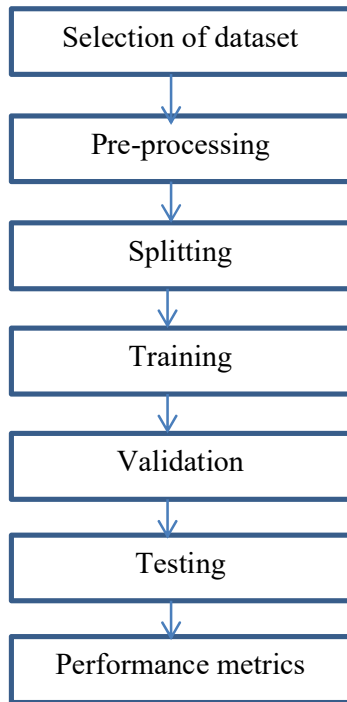 Selection of dataset
Pre-processing
Splitting
Training
Validation
Testing
Performance metrics